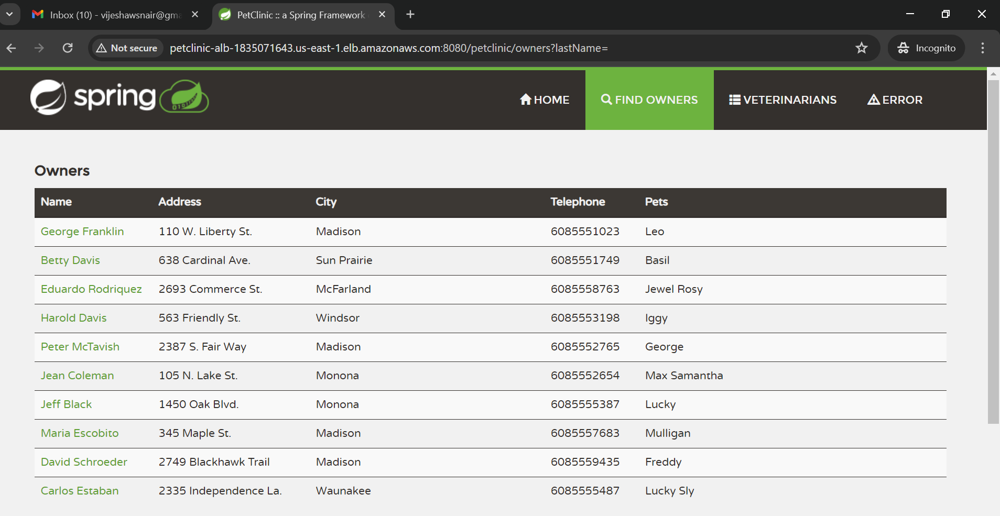 Inbox (10) - vijeshawsnair@gma
PetClinic :: a Spring Framework
Not secure petclinic-alb-1835071643.us-east-1.elb.amazonaws.com:8080/petclinic/owners?lastName= Incognito
spring HOME FIND OWNERS VETERINARIANS ERROR
Owners
Name Address City Telephone Pets
George Franklin 110 W. Liberty St. Madison 6085551023 Leo
Betty Davis 638 Cardinal Ave. Sun Prairie 6085551749 Basil
Eduardo Rodriquez 2693 Commerce St. McFarland 6085558763 Jewel Rosy
Harold Davis 563 Friendly St. Windsor 6085553198 Iggy
Peter McTavish 2387 S. Fair Way Madison 6085552765 George
Jean Coleman 105 N. Lake St. Monona 6085552654 Max Samantha
Jeff Black 1450 Oak Blvd. Monona 6085555387 Lucky
Maria Escobito 345 Maple St. Madison 6085557683 Mulligan
David Schroeder 2749 Blackhawk Trail Madison 6085559435 Freddy
Carlos Estaban 2335 Independence La. Waunakee 6085555487 Lucky Sly